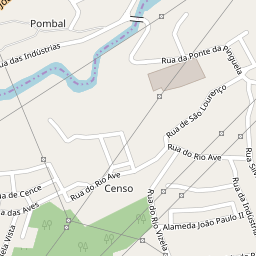 Pombal
Rua das Indústrias
Rua da Ponte da Pinguela
Rua de São Lourenço
Rua do Rio Ave
Rua do Rio Ave
Rua de Cence
Censo
Rua das Aves
Rua do Rio Vizela
Alameda João Paulo II
Rua da Indústria
Vista